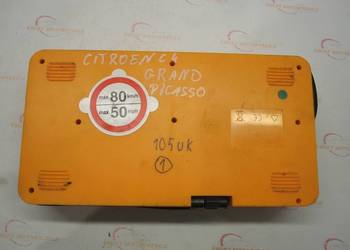 CITROEN C4
GRAND
PICASSO
max. 80 km/h
max. 50 mph
105UK
1